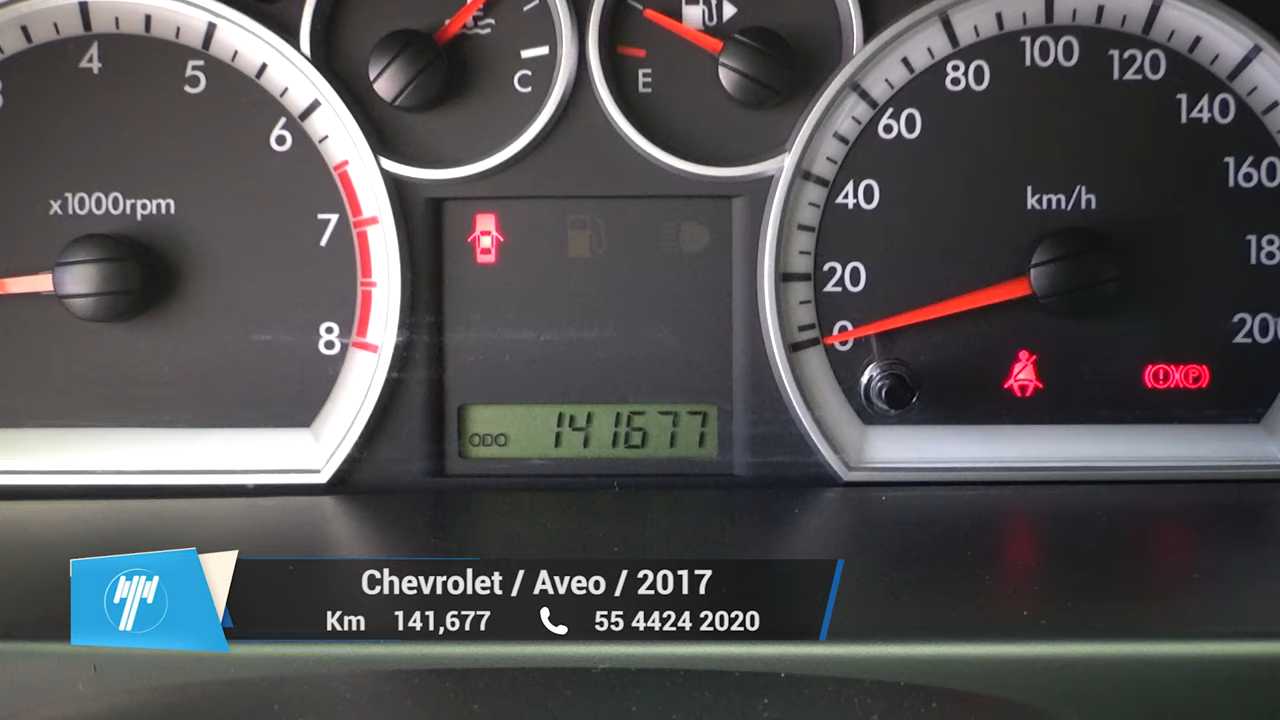 4
5
6
7
8
x1000rpm
C
E
20
40
60
80
100
120
140
160
km/h
0
P
ODO 141677
Chevrolet / Aveo / 2017
Km 141,677 55 4424 2020